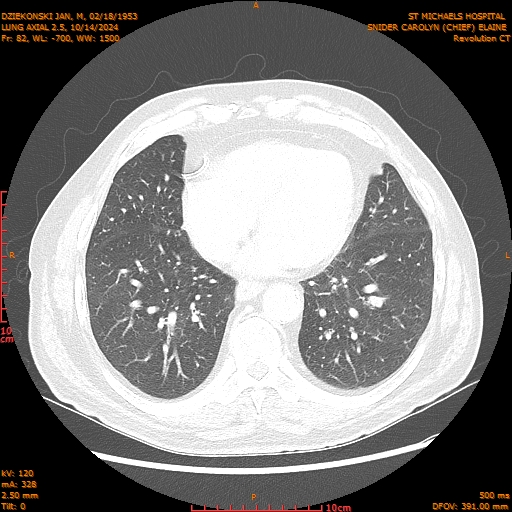 DZIEKONSKI JAN, M, 02/18/1953
LUNG AXIAL 2.5, 10/14/2024
Fr: 82, WL: -700, WW: 1500
A
ST MICHAELS HOSPITAL
SNIDER CAROLYN (CHIEF) ELAINE
Revolution CT
R
L
10
cm
kV: 120
mA: 328
2.50 mm
Tilt: 0
P
10cm
500 ms
DFOV: 391.00 mm